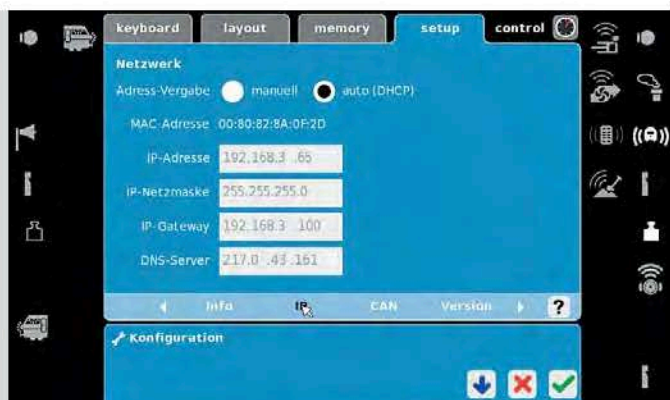 keyboard layout memory setup control
Netzwerk
Adress-Vergabe manuell auto (DHCP)
MAC-Adresse 00:80:82:8A:0F:2D
IP-Adresse 192.168.3 .65
IP-Netzmaske 255.255.255.0
IP-Gateway 192.168.3 .100
DNS-Server 217.0 .43 .161
Info IP CAN Version ?
Konfiguration